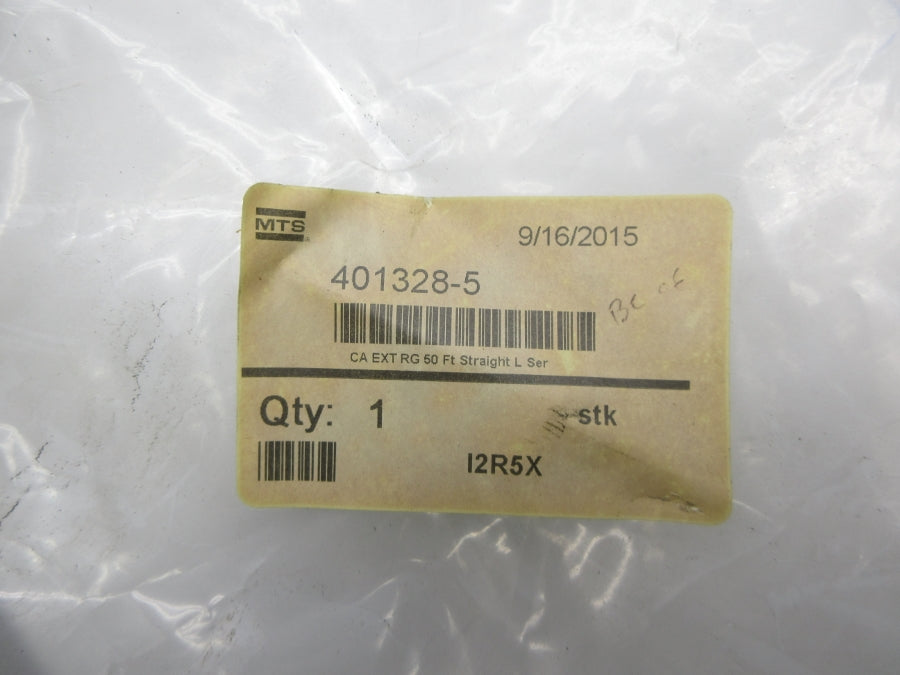 MTS
9/16/2015
401328-5
CA EXT RG 50 Ft Straight L Ser
Qty: 1
stk
I2R5X